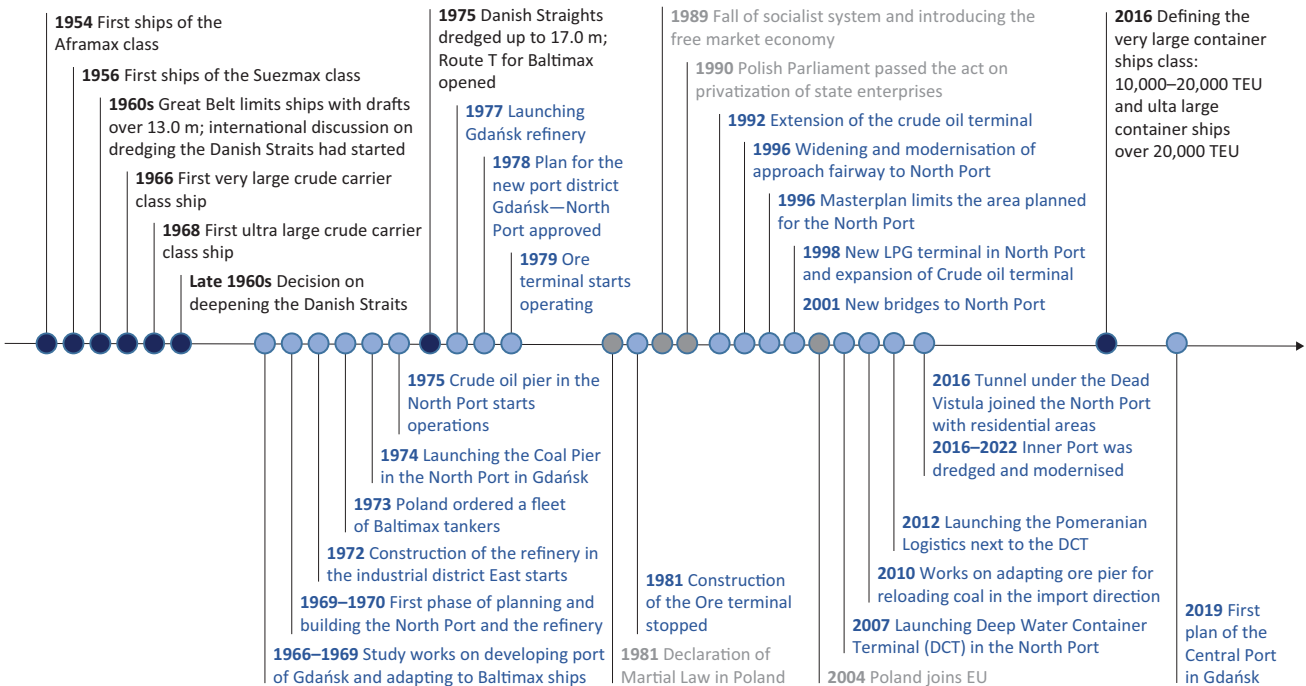 1954 First ships of the
Aframax class
1956 First ships of the Suezmax class
1960s Great Belt limits ships with drafts
over 13.0 m; international discussion on
dredging the Danish Straits had started
1966 First very large crude carrier
class ship
1968 First ultra large crude carrier
class ship
Late 1960s Decision on
deepening the Danish Straits
1975 Danish Straights
dredged up to 17.0 m;
Route T for Baltimax
opened
1977 Launching
Gdańsk refinery
1978 Plan for the
new port district
Gdańsk—North
Port approved
1979 Ore
terminal starts
operating
1989 Fall of socialist system and introducing the
free market economy
1990 Polish Parliament passed the act on
privatization of state enterprises
1992 Extension of the crude oil terminal
1996 Widening and modernisation of
approach fairway to North Port
1996 Masterplan limits the area planned
for the North Port
1998 New LPG terminal in North Port
and expansion of Crude oil terminal
2001 New bridges to North Port
2016 Defining the
very large container
ships class:
10,000–20,000 TEU
and ulta large
container ships
over 20,000 TEU
1975 Crude oil pier in the
North Port starts
operations
1974 Launching the Coal Pier
in the North Port in Gdańsk
1973 Poland ordered a fleet
of Baltimax tankers
1972 Construction of the refinery in
the industrial district East starts
1969–1970 First phase of planning and
building the North Port and the refinery
1966–1969 Study works on developing port
of Gdańsk and adapting to Baltimax ships
1981 Construction
of the Ore terminal
stopped
1981 Declaration of
Martial Law in Poland
2016 Tunnel under the Dead
Vistula joined the North Port
with residential areas
2016–2022 Inner Port was
dredged and modernised
2012 Launching the Pomeranian
Logistics next to the DCT
2010 Works on adapting ore pier for
reloading coal in the import direction
2007 Launching Deep Water Container
Terminal (DCT) in the North Port
2004 Poland joins EU
2019 First
plan of the
Central Port
in Gdańsk